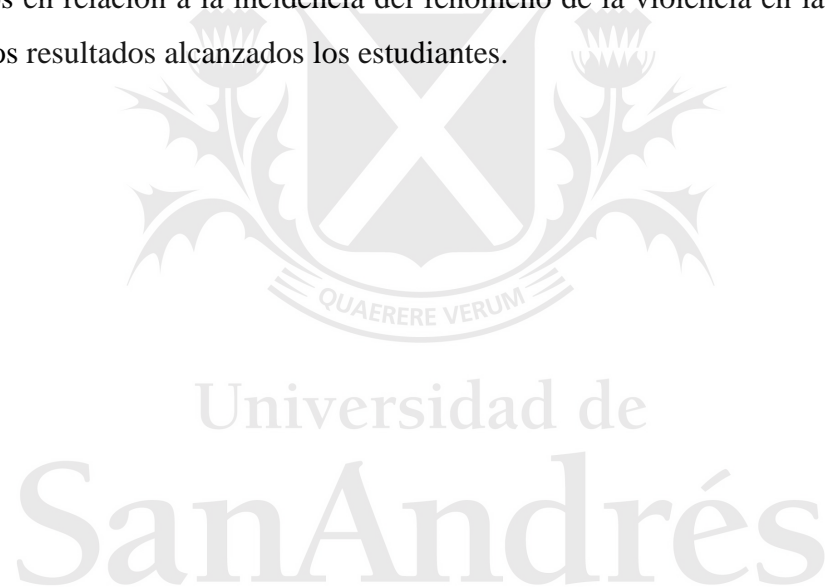 s en relación a la incidencia del fenómeno de la violencia en la
os resultados alcanzados los estudiantes.
QUAERERE VERUM
Universidad de
SanAndrés